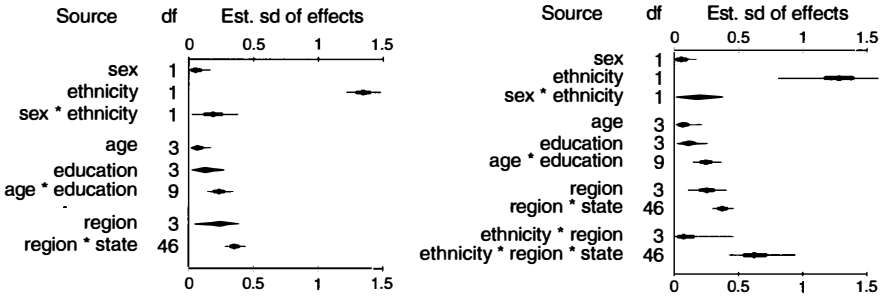 Source df Est. sd of effects
0 0.5 1 1.5
sex 1
ethnicity 1
sex * ethnicity 1
age 3
education 3
age * education 9
region 3
region * state 46
0 0.5 1 1.5
Source df Est. sd of effects
0 0.5 1 1.5
sex 1
ethnicity 1
sex * ethnicity 1
age 3
education 3
age * education 9
region 3
region * state 46
ethnicity * region 3
ethnicity * region * state 46
0 0.5 1 1.5